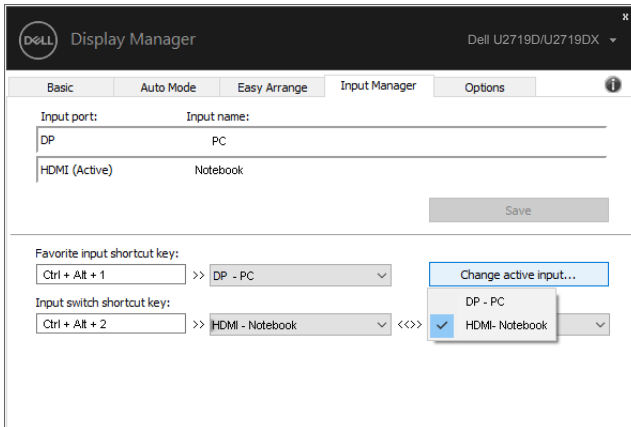 x
DELL Display Manager Dell U2719D/U2719DX
Basic Auto Mode Easy Arrange Input Manager Options i
Input port: Input name:
DP PC
HDMI (Active) Notebook
Save
Favorite input shortcut key:
Ctrl + Alt + 1 >> DP - PC Change active input...
DP - PC
Input switch shortcut key:
Ctrl + Alt + 2 >> HDMI - Notebook <<>> HDMI- Notebook